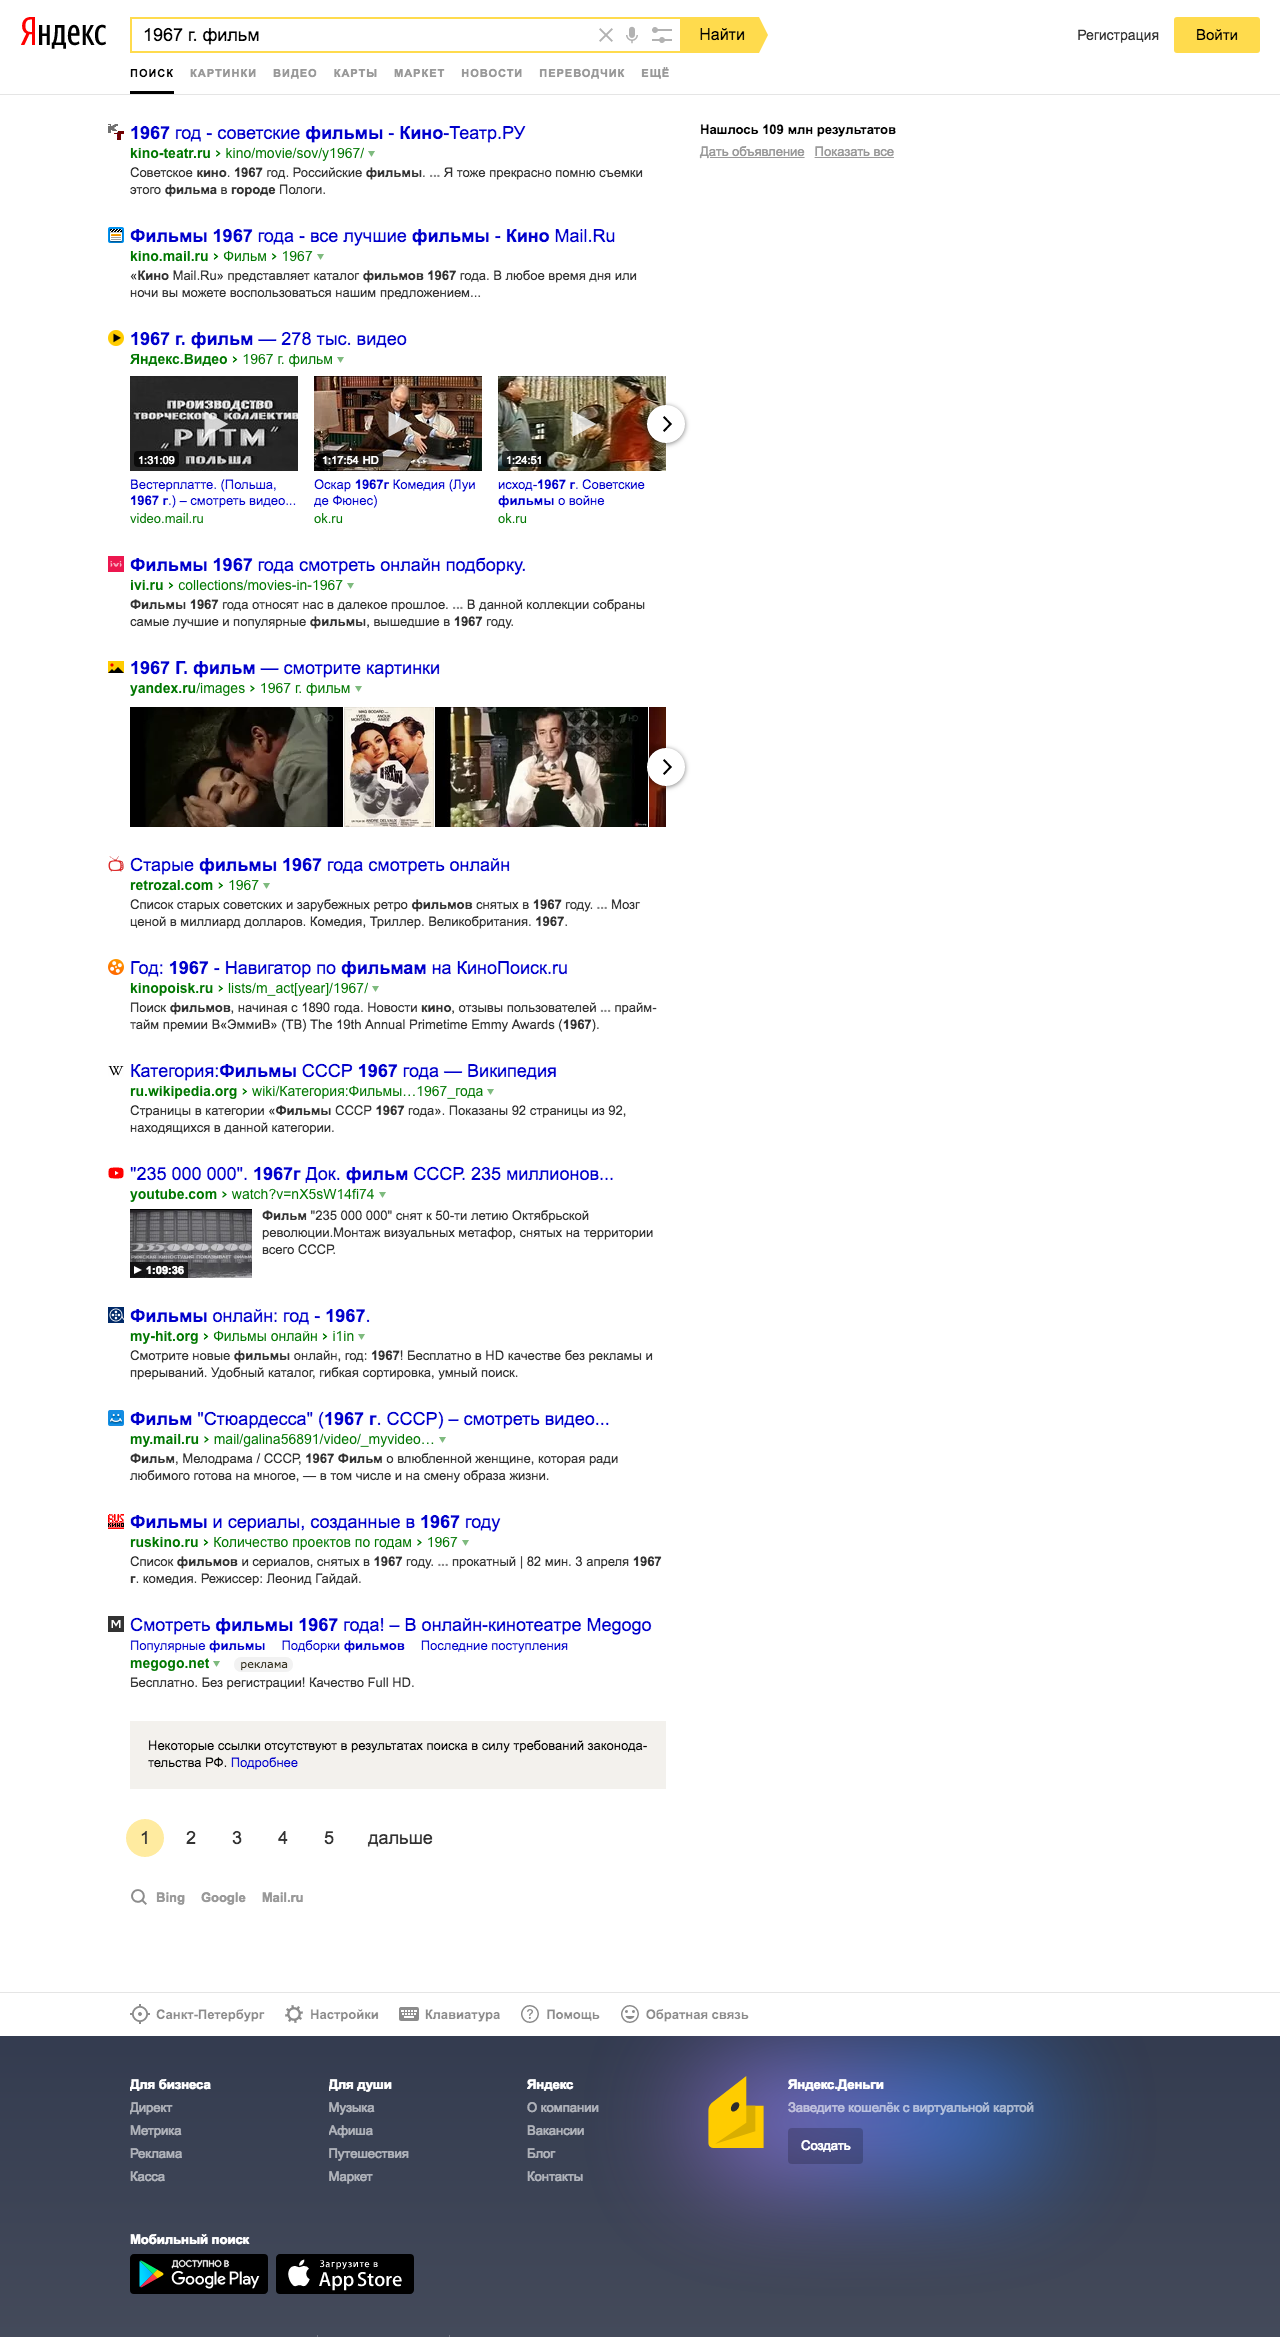 Яндекс
1967 г. фильм
Найти
Регистрация
Войти
ПОИСК КАРТИНКИ ВИДЕО КАРТЫ МАРКЕТ НОВОСТИ ПЕРЕВОДЧИК ЕЩЁ
Нашлось 109 млн результатов
Дать объявление Показать все
1967 год - советские фильмы - Кино-Театр.РУ
kino-teatr.ru › kino/movie/sov/y1967/
Советское кино. 1967 год. Российские фильмы. ... Я тоже прекрасно помню съемки
этого фильма в городе Пологи.
Фильмы 1967 года - все лучшие фильмы - Кино Mail.Ru
kino.mail.ru › Фильм › 1967
«Кино Mail.Ru» представляет каталог фильмов 1967 года. В любое время дня или
ночи вы можете воспользоваться нашим предложением...
1967 г. фильм — 278 тыс. видео
Яндекс.Видео › 1967 г. фильм
ПРОИЗВОДСТВО
ТВОРЧЕСКОГО КОЛЛЕКТИВ
„РИТМ"
ПОЛЬША
1:31:09
1:17:54 HD
1:24:51
Вестерплатте. (Польша,
1967 г.) – смотреть видео...
video.mail.ru
Оскар 1967г Комедия (Луи
де Фюнес)
ok.ru
исход-1967 г. Советские
фильмы о войне
ok.ru
Фильмы 1967 года смотреть онлайн подборку.
ivi.ru › collections/movies-in-1967
Фильмы 1967 года относят нас в далекое прошлое. ... В данной коллекции собраны
самые лучшие и популярные фильмы, вышедшие в 1967 году.
1967 Г. фильм — смотрите картинки
yandex.ru/images › 1967 г. фильм
Старые фильмы 1967 года смотреть онлайн
retrozal.com › 1967
Список старых советских и зарубежных ретро фильмов снятых в 1967 году. ... Мозг
ценой в миллиард долларов. Комедия, Триллер. Великобритания. 1967.
Год: 1967 - Навигатор по фильмам на КиноПоиск.ru
kinopoisk.ru › lists/m_act[year]/1967/
Поиск фильмов, начиная с 1890 года. Новости кино, отзывы пользователей ... прайм-
тайм премии В«ЭммиВ» (ТВ) The 19th Annual Primetime Emmy Awards (1967).
Категория:Фильмы СССР 1967 года — Википедия
ru.wikipedia.org › wiki/Категория:Фильмы…1967_года
Страницы в категории «Фильмы СССР 1967 года». Показаны 92 страницы из 92,
находящихся в данной категории.
"235 000 000". 1967г Док. фильм СССР. 235 миллионов...
youtube.com › watch?v=nX5sW14fi74
235.000.000
1:09:36
Фильм "235 000 000" снят к 50-ти летию Октябрьской
революции.Монтаж визуальных метафор, снятых на территории
всего СССР.
Фильмы онлайн: год - 1967.
my-hit.org › Фильмы онлайн › i1in
Смотрите новые фильмы онлайн, год: 1967! Бесплатно в HD качестве без рекламы и
прерываний. Удобный каталог, гибкая сортировка, умный поиск.
Фильм "Стюардесса" (1967 г. СССР) – смотреть видео...
my.mail.ru › mail/galina56891/video/_myvideo…
Фильм, Мелодрама / СССР, 1967 Фильм о влюбленной женщине, которая ради
любимого готова на многое, — в том числе и на смену образа жизни.
Фильмы и сериалы, созданные в 1967 году
ruskino.ru › Количество проектов по годам › 1967
Список фильмов и сериалов, снятых в 1967 году. ... прокатный | 82 мин. 3 апреля 1967
г. комедия. Режиссер: Леонид Гайдай.
Смотреть фильмы 1967 года! – В онлайн-кинотеатре Megogo
Популярные фильмы Подборки фильмов Последние поступления
megogo.net реклама
Бесплатно. Без регистрации! Качество Full HD.
Некоторые ссылки отсутствуют в результатах поиска в силу требований законода-
тельства РФ. Подробнее
1 2 3 4 5 дальше
Bing Google Mail.ru
Санкт-Петербург Настройки Клавиатура Помощь Обратная связь
Для бизнеса
Директ
Метрика
Реклама
Касса
Для души
Музыка
Афиша
Путешествия
Маркет
Яндекс
О компании
Вакансии
Блог
Контакты
Яндекс.Деньги
Заведите кошелёк с виртуальной картой
Создать
Мобильный поиск
ДОСТУПНО В
Google Play
Загрузите в
App Store